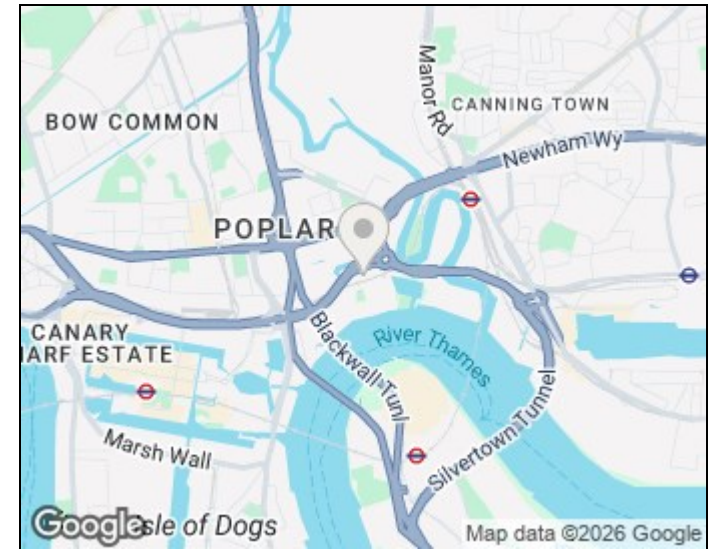 Manor Rd
CANNING TOWN
BOW COMMON
Newham Wy
POPLAR
CANARY
ARF ESTATE
River Thames
Blackwall Tunl
Silvertown Tunnel
Marsh Wall
Google
sle of Dogs
Map data ©2026 Google